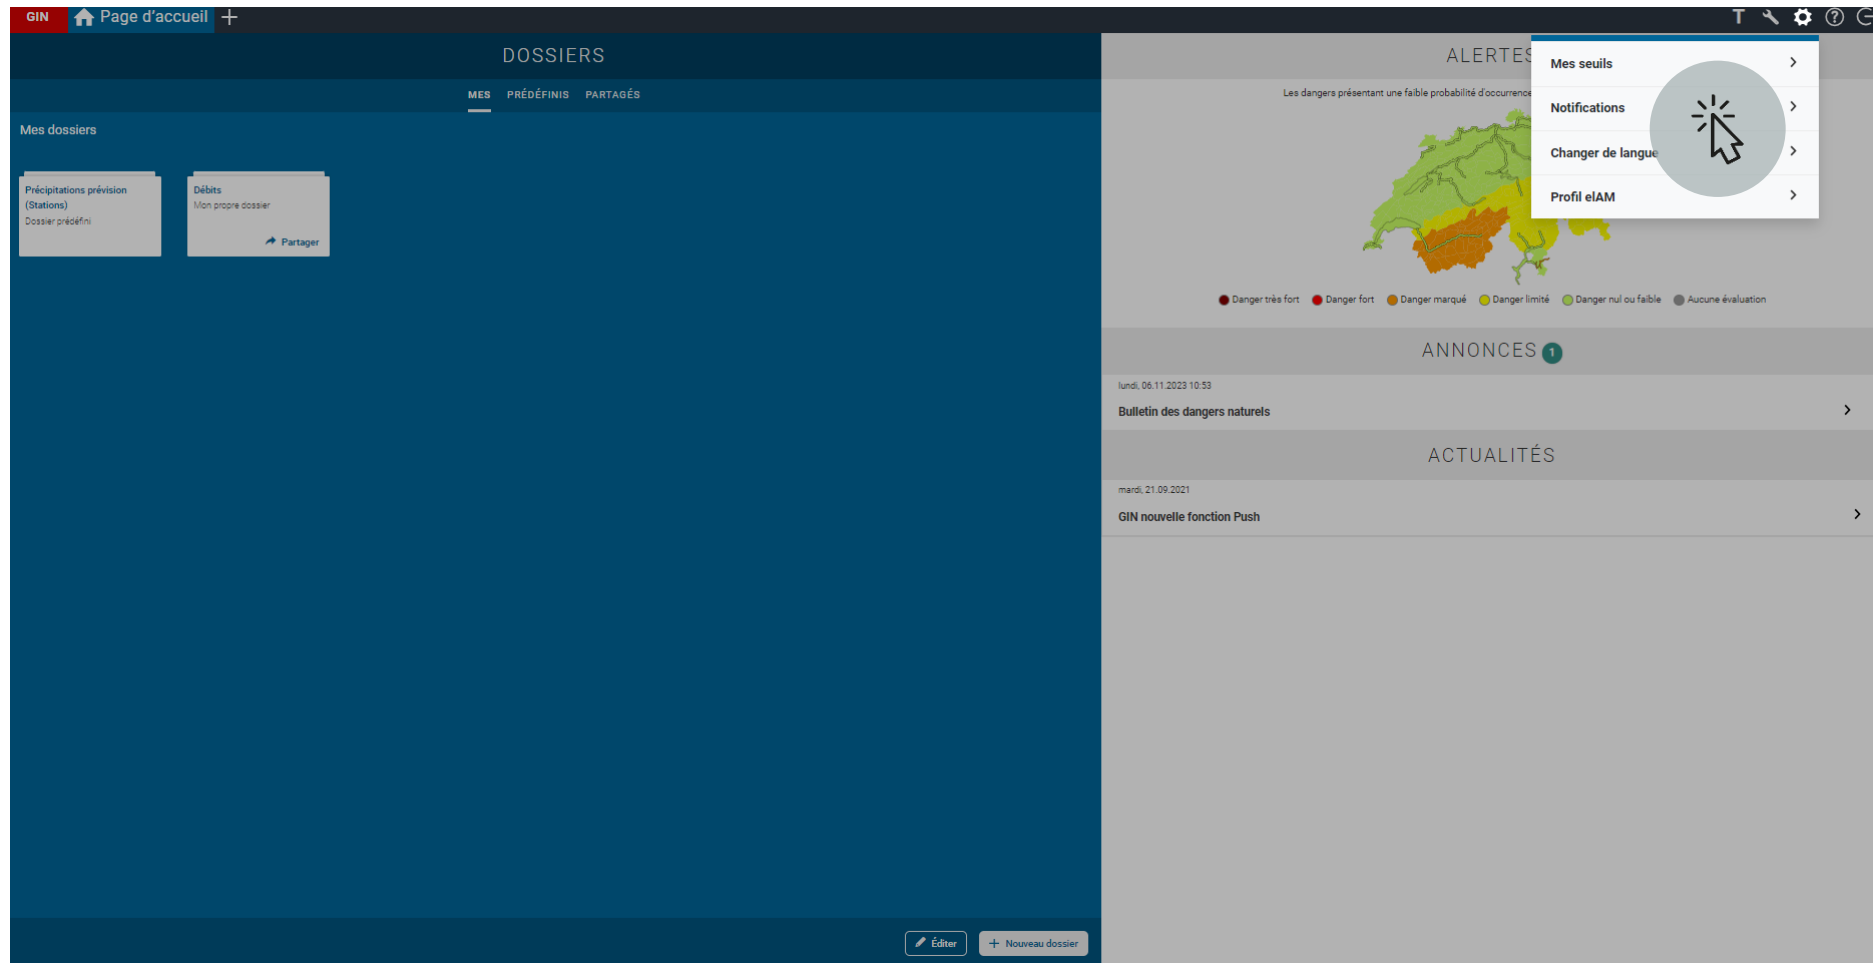 GIN Page d'accueil
T
DOSSIERS
MES PRÉDÉFINIS PARTAGÉS
Mes dossiers
Précipitations prévision
(Stations)
Dossier prédéfini
Débits
Mon propre dossier
Partager
Éditer
Nouveau dossier
ALERTES
Les dangers présentant une faible probabilité d'occurrence
Mes seuils
Notifications
Changer de langue
Profil eIAM
Danger très fort Danger fort Danger marqué Danger limité Danger nul ou faible Aucune évaluation
ANNONCES 1
lundi, 06.11.2023 10:53
Bulletin des dangers naturels
ACTUALITÉS
mardi, 21.09.2021
GIN nouvelle fonction Push